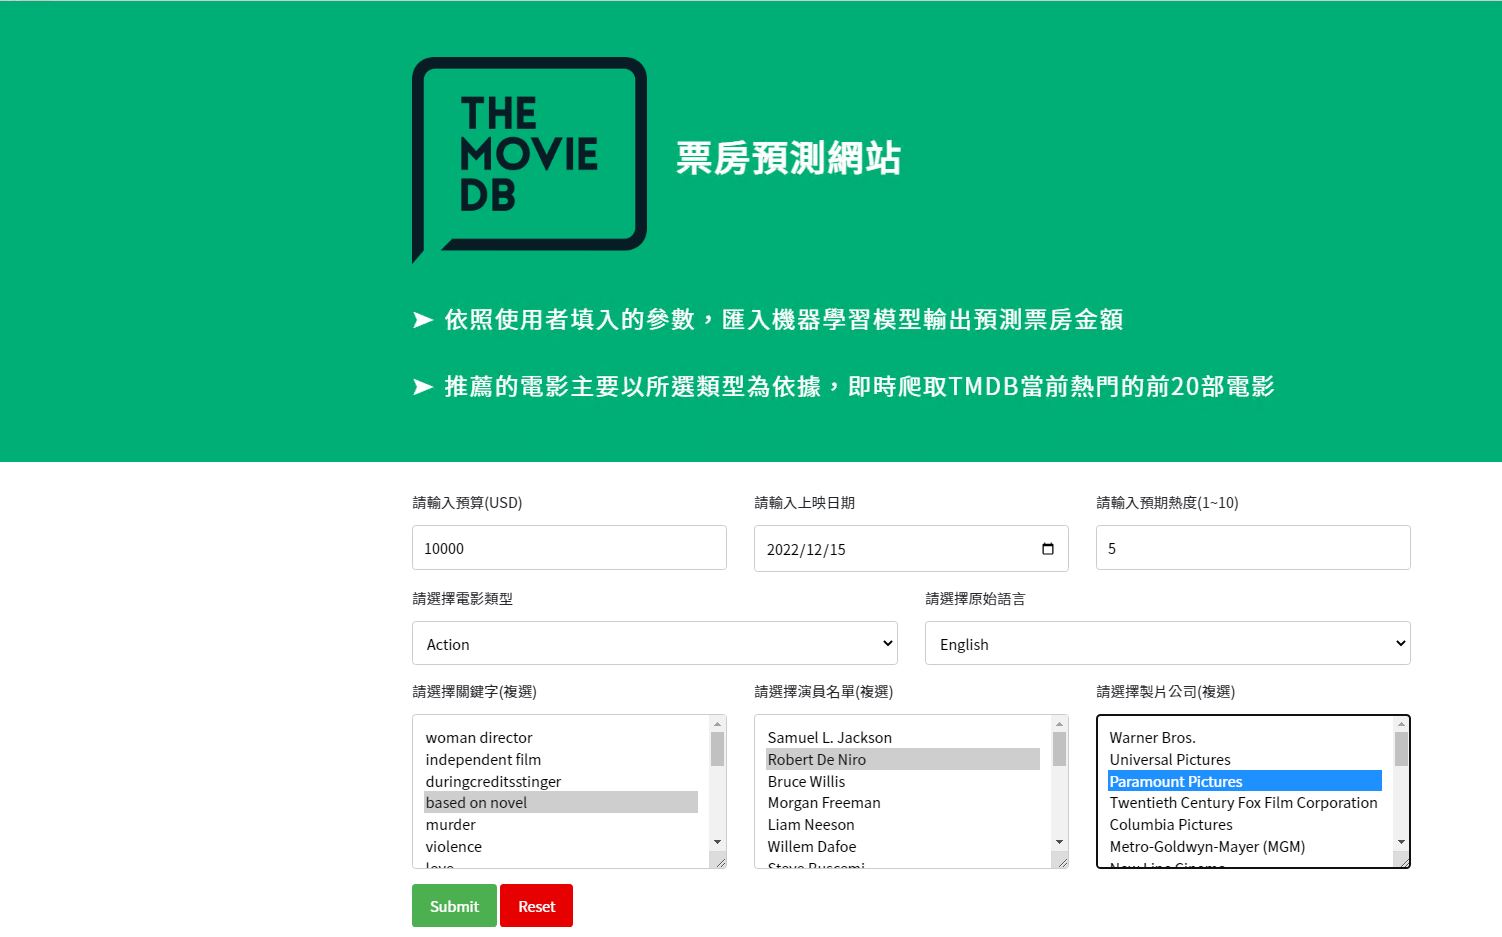 THE
MOVIE
DB
票房預測網站
➤ 依照使用者填入的參數，匯入機器學習模型輸出預測票房金額
➤ 推薦的電影主要以所選類型為依據，即時爬取TMDB當前熱門的前20部電影
請輸入預算(USD)
請輸入上映日期
請輸入預期熱度(1~10)
10000
2022/12/15
5
請選擇電影類型
請選擇原始語言
Action
English
請選擇關鍵字(複選)
請選擇演員名單(複選)
請選擇製片公司(複選)
woman director
independent film
duringcreditsstinger
based on novel
murder
violence
love
Samuel L. Jackson
Robert De Niro
Bruce Willis
Morgan Freeman
Liam Neeson
Willem Dafoe
Steve Buscemi
Warner Bros.
Universal Pictures
Paramount Pictures
Twentieth Century Fox Film Corporation
Columbia Pictures
Metro-Goldwyn-Mayer (MGM)
New Line Cinema
Submit
Reset